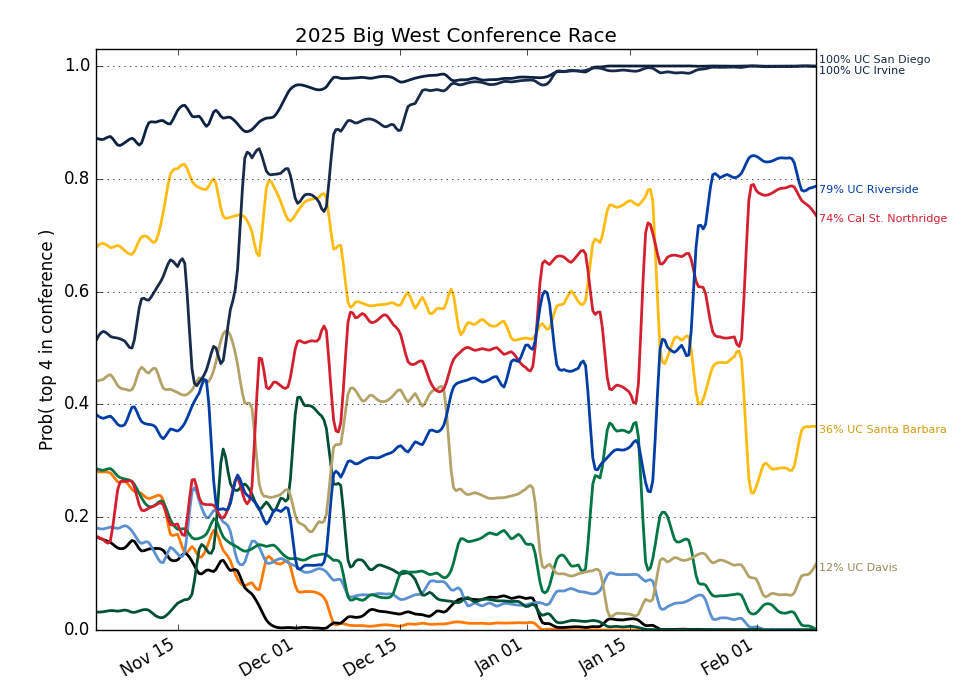 2025 Big West Conference Race
Prob( top 4 in conference )
1.0
0.8
0.6
0.4
0.2
0.0
Nov 15
Dec 01
Dec 15
Jan 01
Jan 15
Feb 01
100% UC San Diego
100% UC Irvine
79% UC Riverside
74% Cal St. Northridge
36% UC Santa Barbara
12% UC Davis